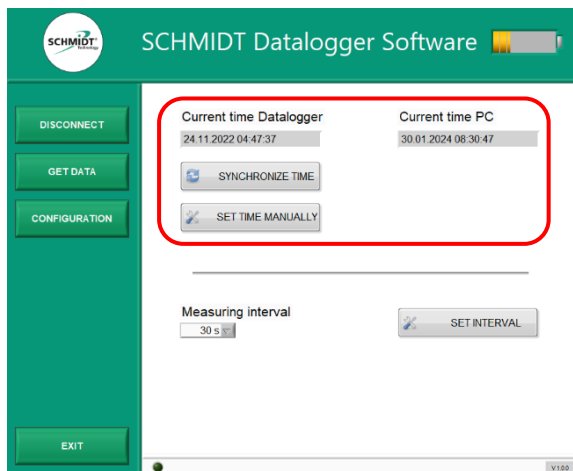 SCHMIDT
Technology
SCHMIDT Datalogger Software
DISCONNECT
GET DATA
CONFIGURATION
EXIT
Current time Datalogger
24.11.2022 04:47:37
Current time PC
30.01.2024 08:30:47
SYNCHRONIZE TIME
SET TIME MANUALLY
Measuring interval
30 s
SET INTERVAL
V1.00